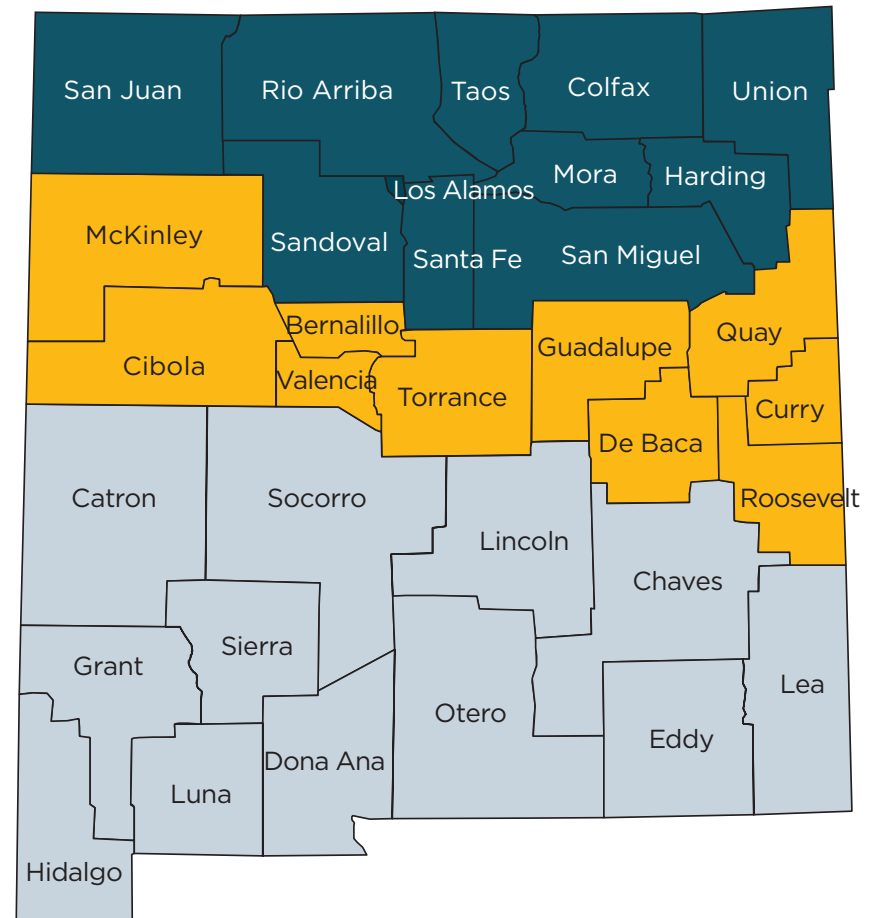 San Juan
Rio Arriba
Taos
Colfax
Union
Los Alamos
Mora
Harding
McKinley
Sandoval
Santa Fe
San Miguel
Bernalillo
Guadalupe
Quay
Cibola
Valencia
Torrance
Curry
De Baca
Catron
Socorro
Roosevelt
Lincoln
Chaves
Grant
Sierra
Lea
Otero
Eddy
Dona Ana
Luna
Hidalgo